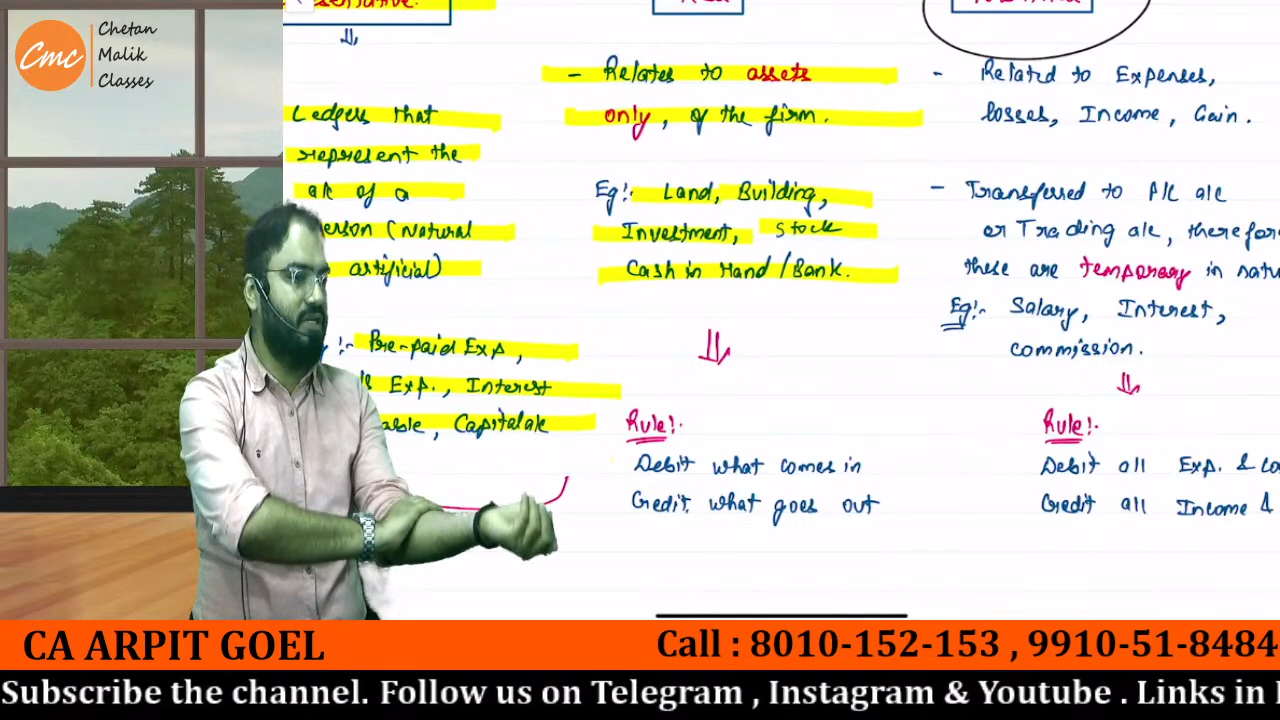 Chetan
Malik
Classes
cmc
Ledgers that
represent the
a/c of a
(Natural
artificial)
:- Pre-paid Exp,
Exp., Interest
, Capital a/c
- Relates to assets
only, of the firm.
Eg:- Land, Building,
Investment, Stock
Cash in Hand/Bank.
Rule:-
Debit what comes in
Credit what goes out
- Related to Expenses,
losses, Income, Gain.
- Transferred to P/L a/c
or Trading a/c, therefor
these are temporary in natu
Eg:- Salary, Interest,
commission.
Rule:-
Debit all Exp. &
Credit all Income &
CA ARPIT GOEL
Call : 8010-152-153 , 9910-51-8484
Subscribe the channel. Follow us on Telegram , Instagram & Youtube . Links in